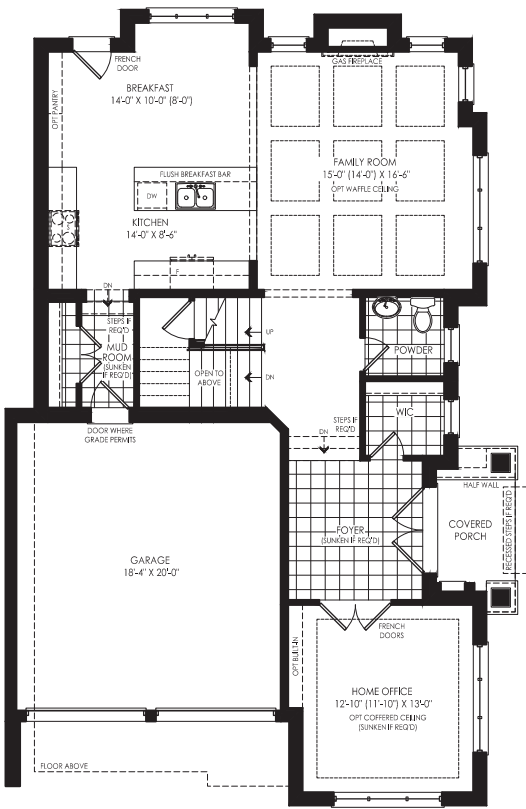 FRENCH
DOOR
GAS FIREPLACE
BREAKFAST
14'-0" X 10'-0" (8'-0")
OPT PANTRY
FAMILY ROOM
15'-0" (14'-0") X 16'-6"
OPT WAFFLE CEILING
FLUSH BREAKFAST BAR
DW
KITCHEN
14'-0" X 8'-6"
F
DN
STEPS IF
REQ'D
MUD
ROOM
(SUNKEN
IF REQ'D)
UP
OPEN TO
ABOVE
DN
POWDER
WIC
DOOR WHERE
GRADE PERMITS
STEPS IF
REQ'D
DN
HALF WALL
FOYER
(SUNKEN IF REQ'D)
COVERED
PORCH
RECESSED STEPS IF REQ'D
GARAGE
18'-4" X 20'-0"
FRENCH
DOORS
OPT BUILT-IN
HOME OFFICE
12'-10" (11'-10") X 13'-0"
OPT COFFERED CEILING
(SUNKEN IF REQ'D)
FLOOR ABOVE